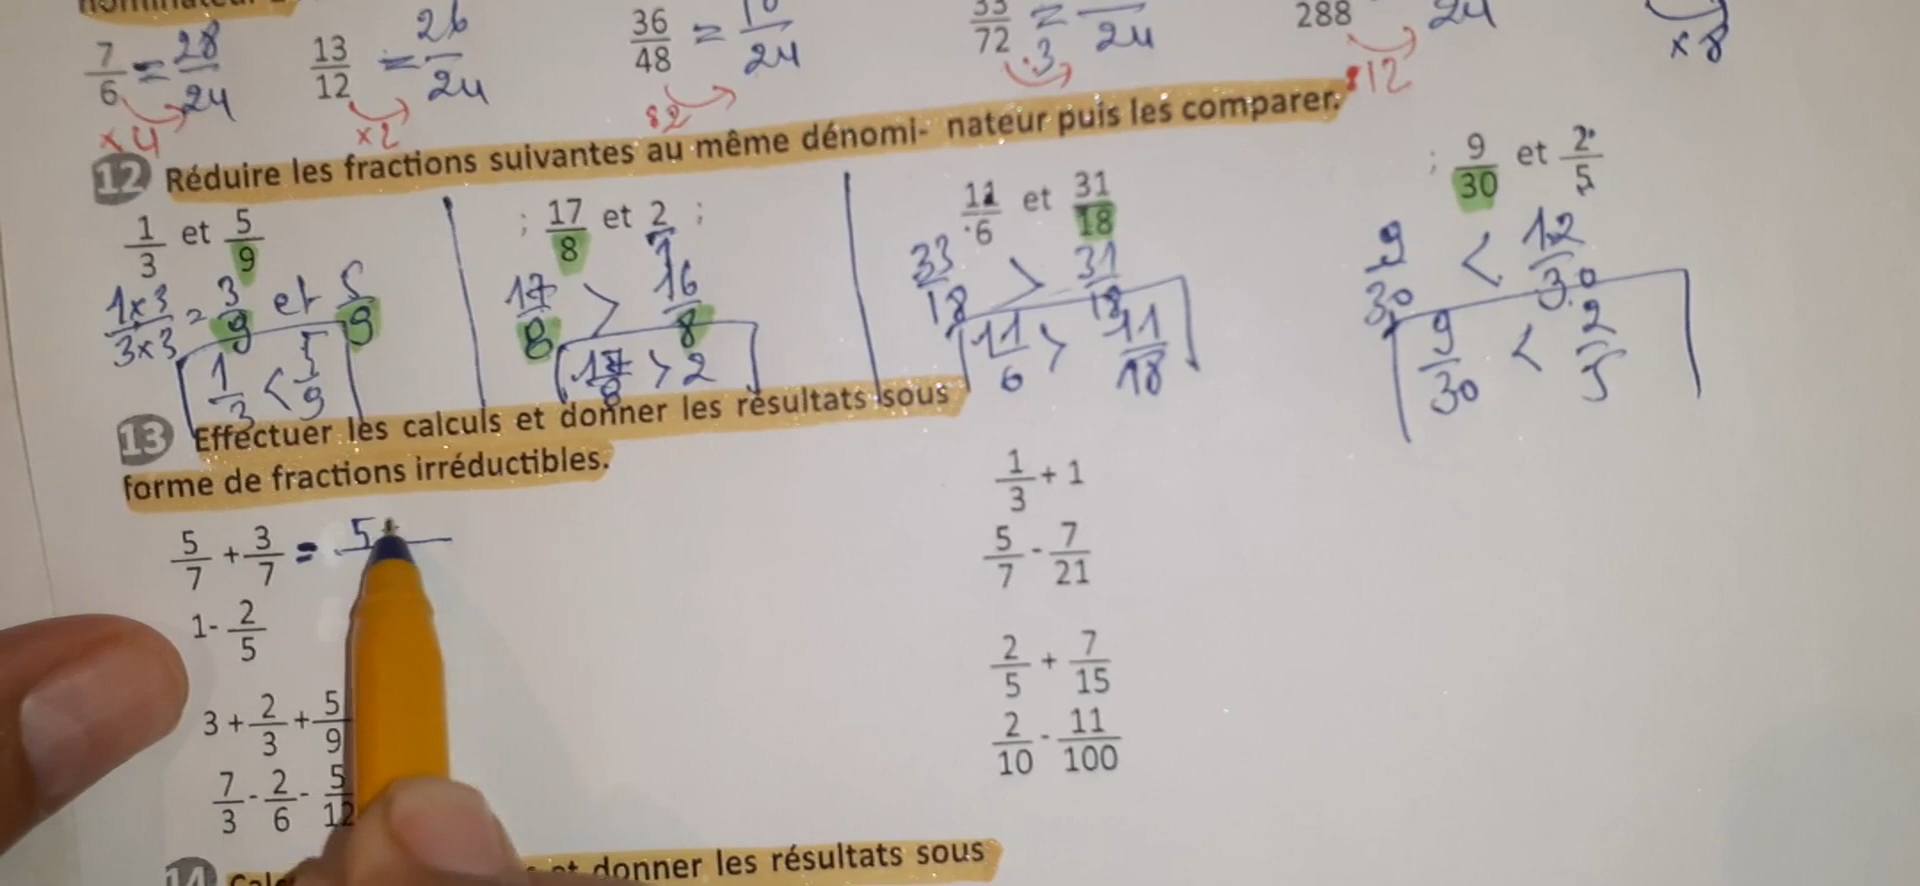 7/6 = 28/24 13/12 = 26/24 36/48 = /24 33/72 = /24 288 24
×4 ×2 :2 :3 :12 ×8
12 Réduire les fractions suivantes au même dénomi- nateur puis les comparer.
1/3 et 5/9 ; 17/8 et 2 ; 11/6 et 31/18 ; 9/30 et 2/5
1×3/3×3 = 3/9 et 5/9 17/8 > 16/8 33/18 > 31/18 9/30 < 12/30
1/3 < 5/9 17/8 > 2 11/6 > 11/18 9/30 < 2/5
13 Effectuer les calculs et donner les résultats sous
forme de fractions irréductibles.
5/7 + 3/7 = 5+
1- 2/5
3 + 2/3 + 5/9
7/3 - 2/6 - 5/12
1/3 + 1
5/7 - 7/21
2/5 + 7/15
2/10 - 11/100
14 et donner les résultats sous